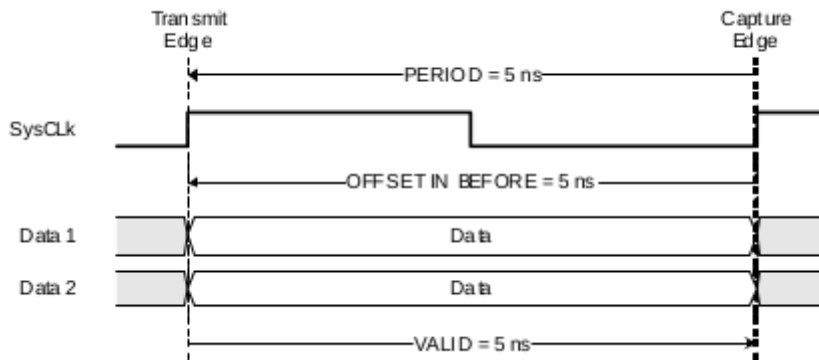 Transmit
Edge
Capture
Edge
PERIOD = 5 ns
SysCLk
OFFSET IN BEFORE = 5 ns
Data 1
Data
Data 2
Data
VALID = 5 ns